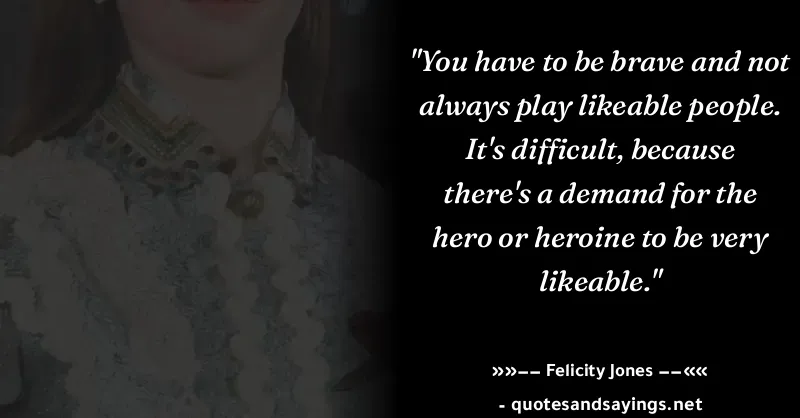 "You have to be brave and not
always play likeable people.
It's difficult, because
there's a demand for the
hero or heroine to be very
likeable."
»»−− Felicity Jones −−««
- quotesandsayings.net